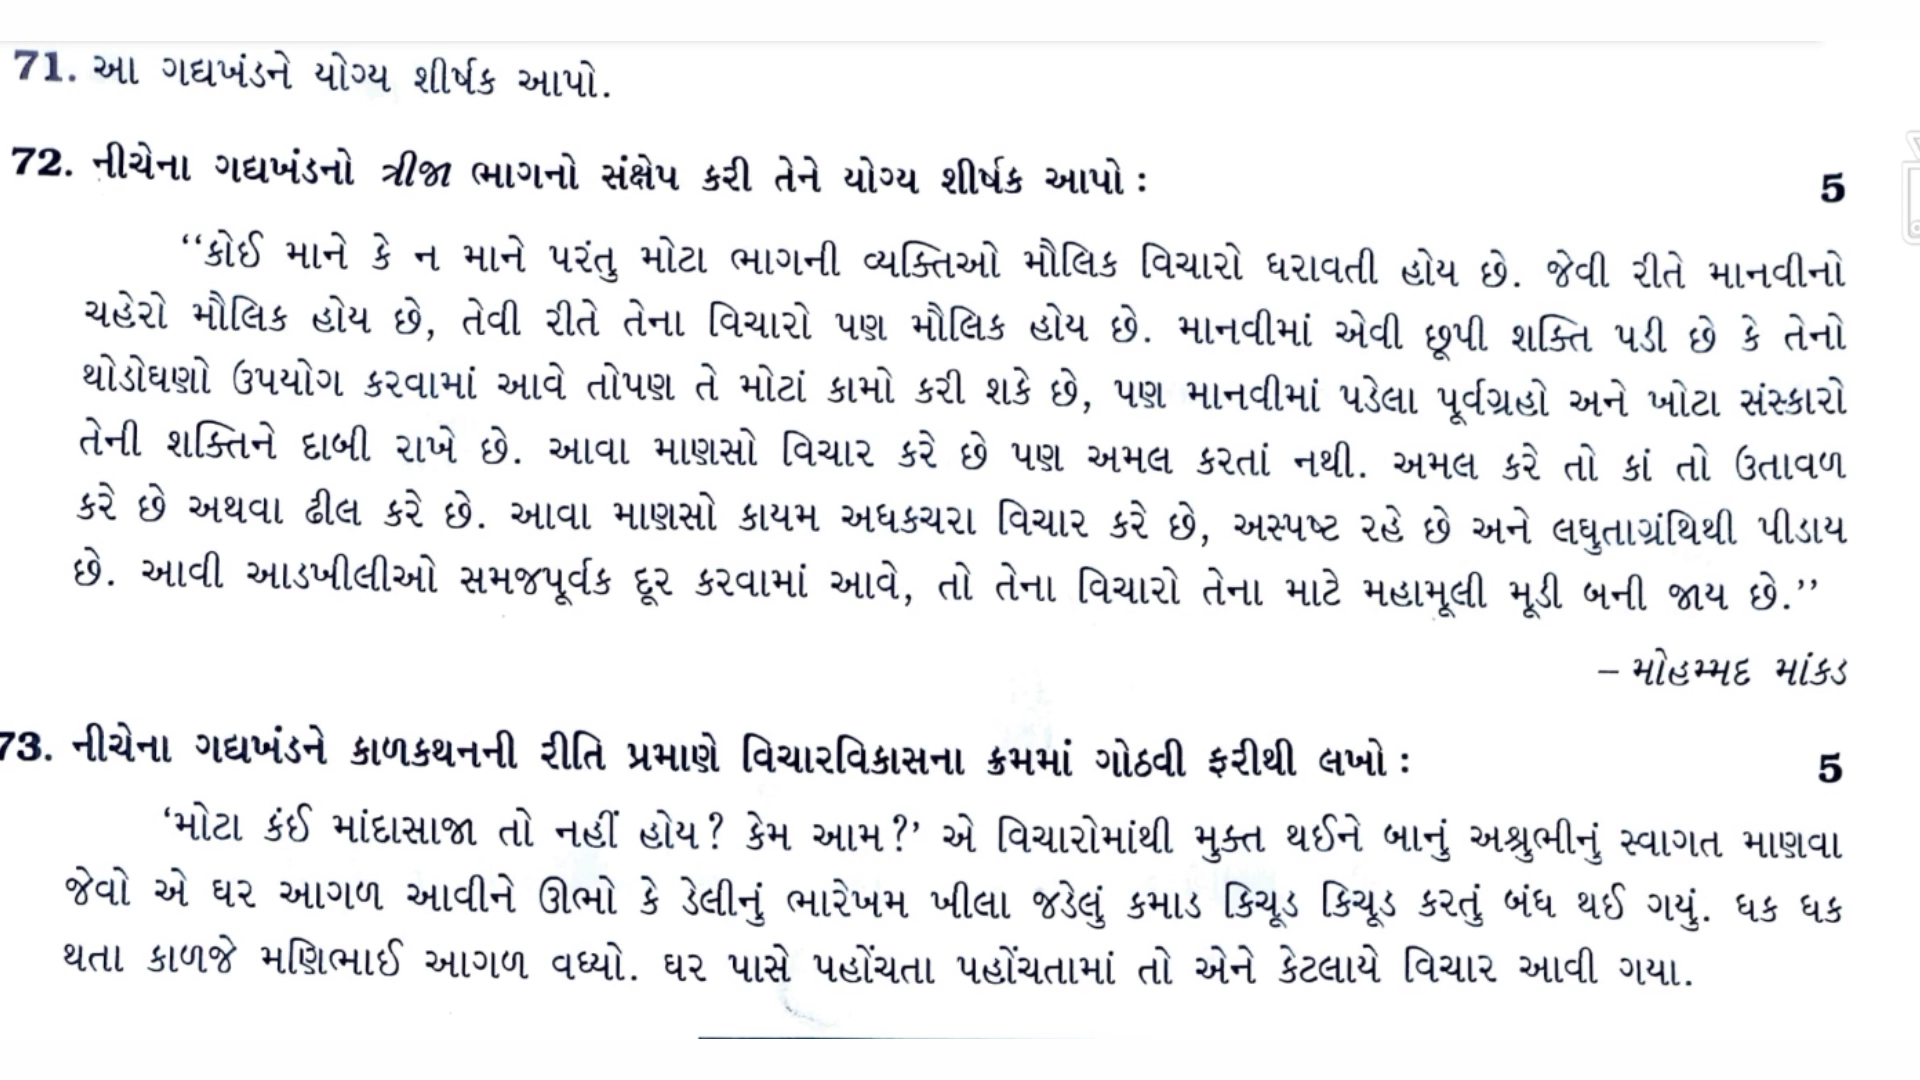 71. આ ગદ્યખંડને યોગ્ય શીર્ષક આપો.
72. નીચેના ગદ્યખંડનો ત્રીજા ભાગનો સંક્ષેપ કરી તેને યોગ્ય શીર્ષક આપો : 5
“કોઈ માને કે ન માને પરંતુ મોટા ભાગની વ્યક્તિઓ મૌલિક વિચારો ધરાવતી હોય છે. જેવી રીતે માનવીનો
ચહેરો મૌલિક હોય છે, તેવી રીતે તેના વિચારો પણ મૌલિક હોય છે. માનવીમાં એવી છૂપી શક્તિ પડી છે કે તેનો
થોડોઘણો ઉપયોગ કરવામાં આવે તોપણ તે મોટાં કામો કરી શકે છે, પણ માનવીમાં પડેલા પૂર્વગ્રહો અને ખોટા સંસ્કારો
તેની શક્તિને દાબી રાખે છે. આવા માણસો વિચાર કરે છે પણ અમલ કરતાં નથી. અમલ કરે તો કાં તો ઉતાવળ
કરે છે અથવા ઢીલ કરે છે. આવા માણસો કાયમ અધકચરા વિચાર કરે છે, અસ્પષ્ટ રહે છે અને લઘુતાગ્રંથિથી પીડાય
છે. આવી આડખીલીઓ સમજપૂર્વક દૂર કરવામાં આવે, તો તેના વિચારો તેના માટે મહામૂલી મૂડી બની જાય છે.”
– મોહમ્મદ માંકડ
73. નીચેના ગદ્યખંડને કાળકથનની રીતિ પ્રમાણે વિચારવિકાસના ક્રમમાં ગોઠવી ફરીથી લખો : 5
‘મોટા કંઈ માંદાસાજા તો નહીં હોય? કેમ આમ?’ એ વિચારોમાંથી મુક્ત થઈને બાનું અશ્રુભીનું સ્વાગત માણવા
જેવો એ ઘર આગળ આવીને ઊભો કે ડેલીનું ભારેખમ ખીલા જડેલું કમાડ કિચૂડ કિચૂડ કરતું બંધ થઈ ગયું. ધક ધક
થતા કાળજે મણિભાઈ આગળ વધ્યો. ઘર પાસે પહોંચતા પહોંચતામાં તો એને કેટલાયે વિચાર આવી ગયા.